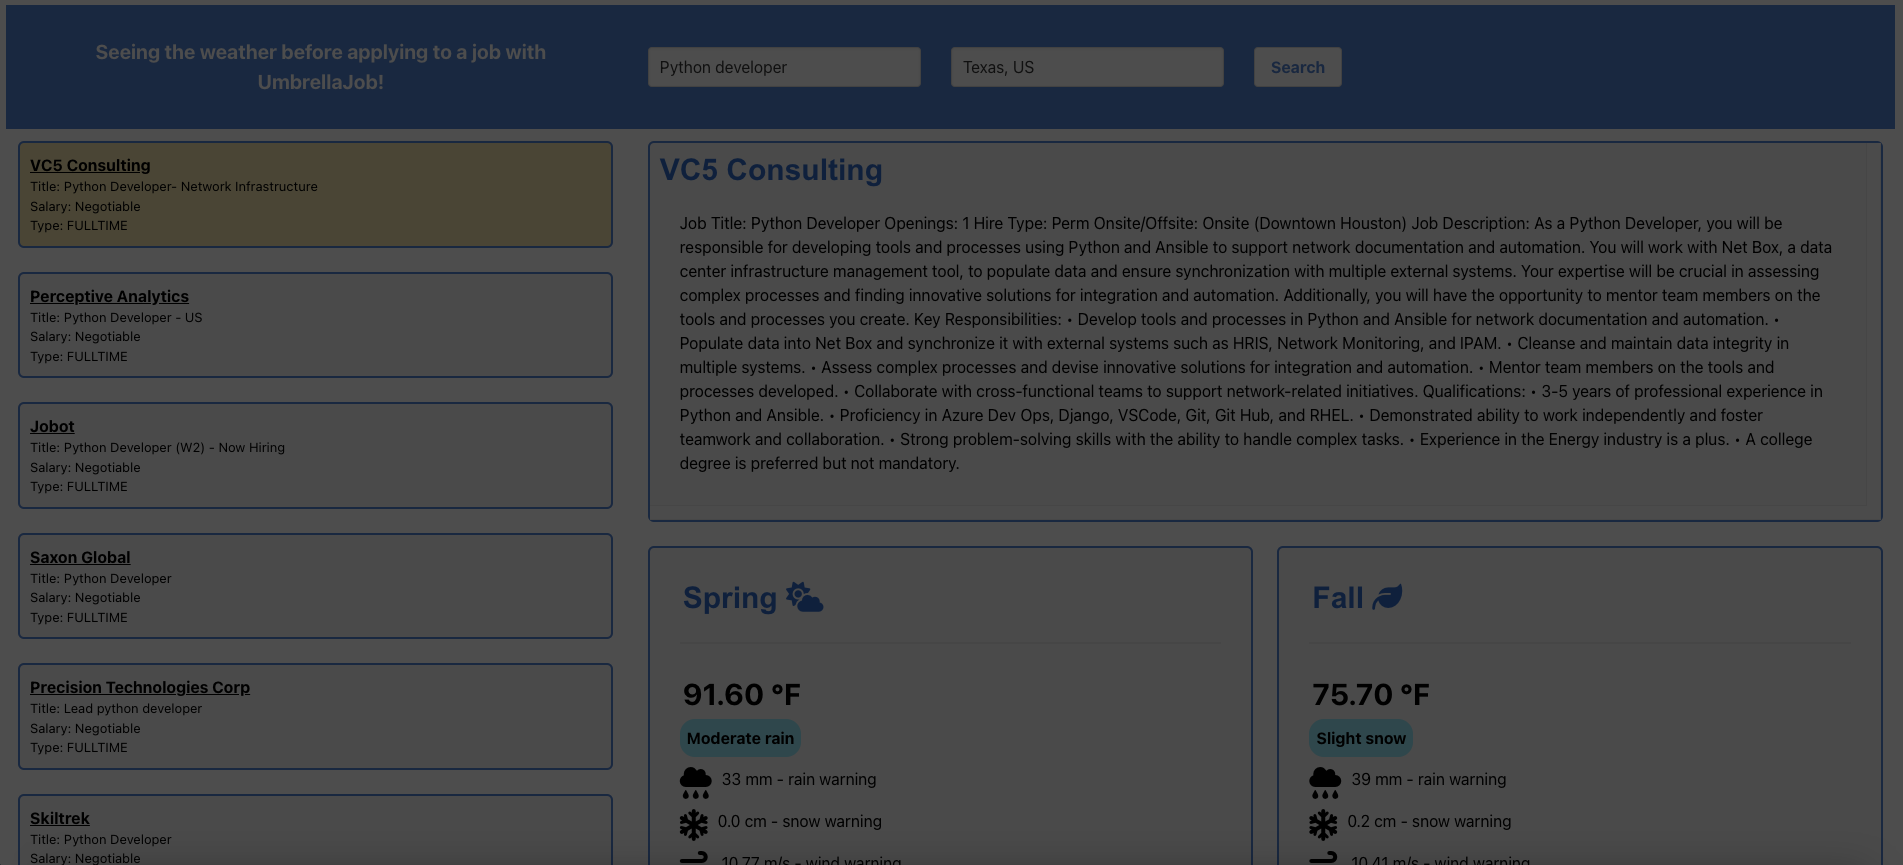 Seeing the weather before applying to a job with
UmbrellaJob!
Python developer
Texas, US
Search
VC5 Consulting
Title: Python Developer- Network Infrastructure
Salary: Negotiable
Type: FULLTIME
Perceptive Analytics
Title: Python Developer - US
Salary: Negotiable
Type: FULLTIME
Jobot
Title: Python Developer (W2) - Now Hiring
Salary: Negotiable
Type: FULLTIME
Saxon Global
Title: Python Developer
Salary: Negotiable
Type: FULLTIME
Precision Technologies Corp
Title: Lead python developer
Salary: Negotiable
Type: FULLTIME
Skiltrek
Title: Python Developer
Salary: Negotiable
VC5 Consulting
Job Title: Python Developer Openings: 1 Hire Type: Perm Onsite/Offsite: Onsite (Downtown Houston) Job Description: As a Python Developer, you will be
responsible for developing tools and processes using Python and Ansible to support network documentation and automation. You will work with Net Box, a data
center infrastructure management tool, to populate data and ensure synchronization with multiple external systems. Your expertise will be crucial in assessing
complex processes and finding innovative solutions for integration and automation. Additionally, you will have the opportunity to mentor team members on the
tools and processes you create. Key Responsibilities: • Develop tools and processes in Python and Ansible for network documentation and automation. •
Populate data into Net Box and synchronize it with external systems such as HRIS, Network Monitoring, and IPAM. • Cleanse and maintain data integrity in
multiple systems. • Assess complex processes and devise innovative solutions for integration and automation. • Mentor team members on the tools and
processes developed. • Collaborate with cross-functional teams to support network-related initiatives. Qualifications: • 3-5 years of professional experience in
Python and Ansible. • Proficiency in Azure Dev Ops, Django, VSCode, Git, Git Hub, and RHEL. • Demonstrated ability to work independently and foster
teamwork and collaboration. • Strong problem-solving skills with the ability to handle complex tasks. • Experience in the Energy industry is a plus. • A college
degree is preferred but not mandatory.
Spring
91.60 °F
Moderate rain
33 mm - rain warning
0.0 cm - snow warning
10.77 m/s - wind warning
Fall
75.70 °F
Slight snow
39 mm - rain warning
0.2 cm - snow warning
10.41 m/s - wind warning